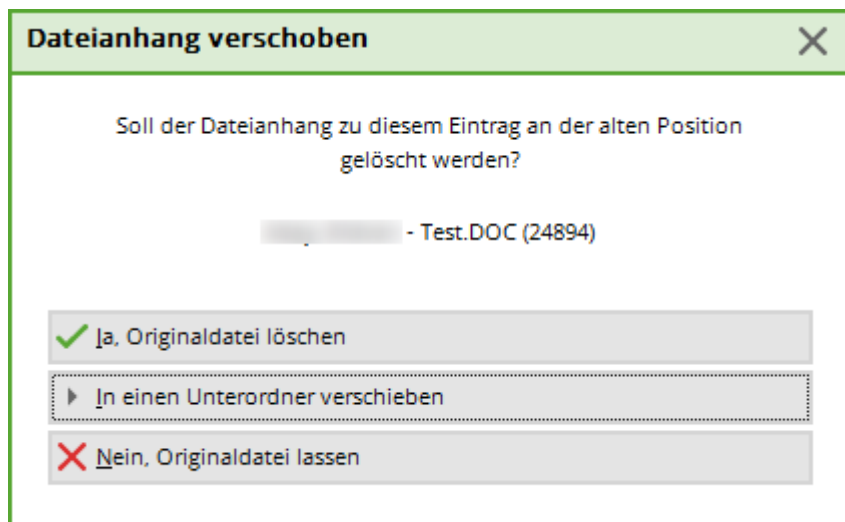 Dateianhang verschoben
Soll der Dateianhang zu diesem Eintrag an der alten Position
gelöscht werden?
- Test.DOC (24894)
Ja, Originaldatei löschen
In einen Unterordner verschieben
Nein, Originaldatei lassen